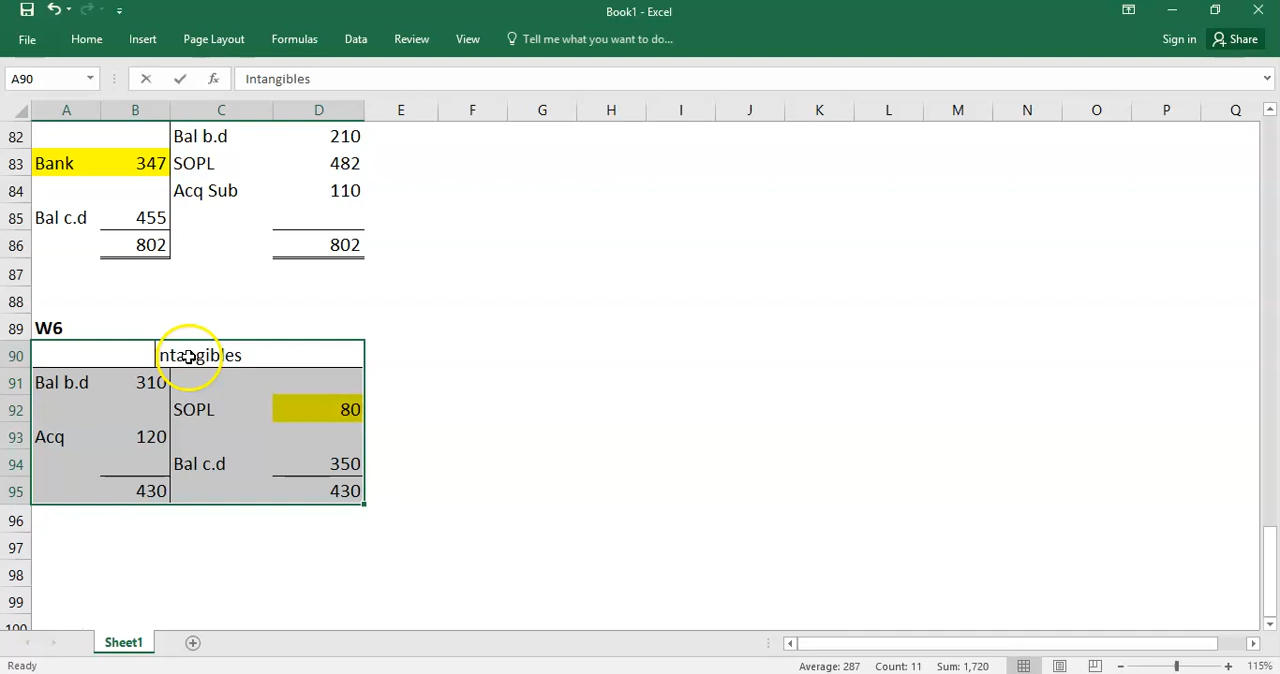 Book1 - Excel
File Home Insert Page Layout Formulas Data Review View Tell me what you want to do... Sign in Share
A90 fx Intangibles
A B C D E F G H I J K L M N O P Q
82 Bal b.d 210
83 Bank 347 SOPL 482
84 Acq Sub 110
85 Bal c.d 455
86 802 802
87
88
89 W6
90 ntangibles
91 Bal b.d 310
92 SOPL 80
93 Acq 120
94 Bal c.d 350
95 430 430
96
97
98
99
100
Sheet1
Ready Average: 287 Count: 11 Sum: 1,720 115%